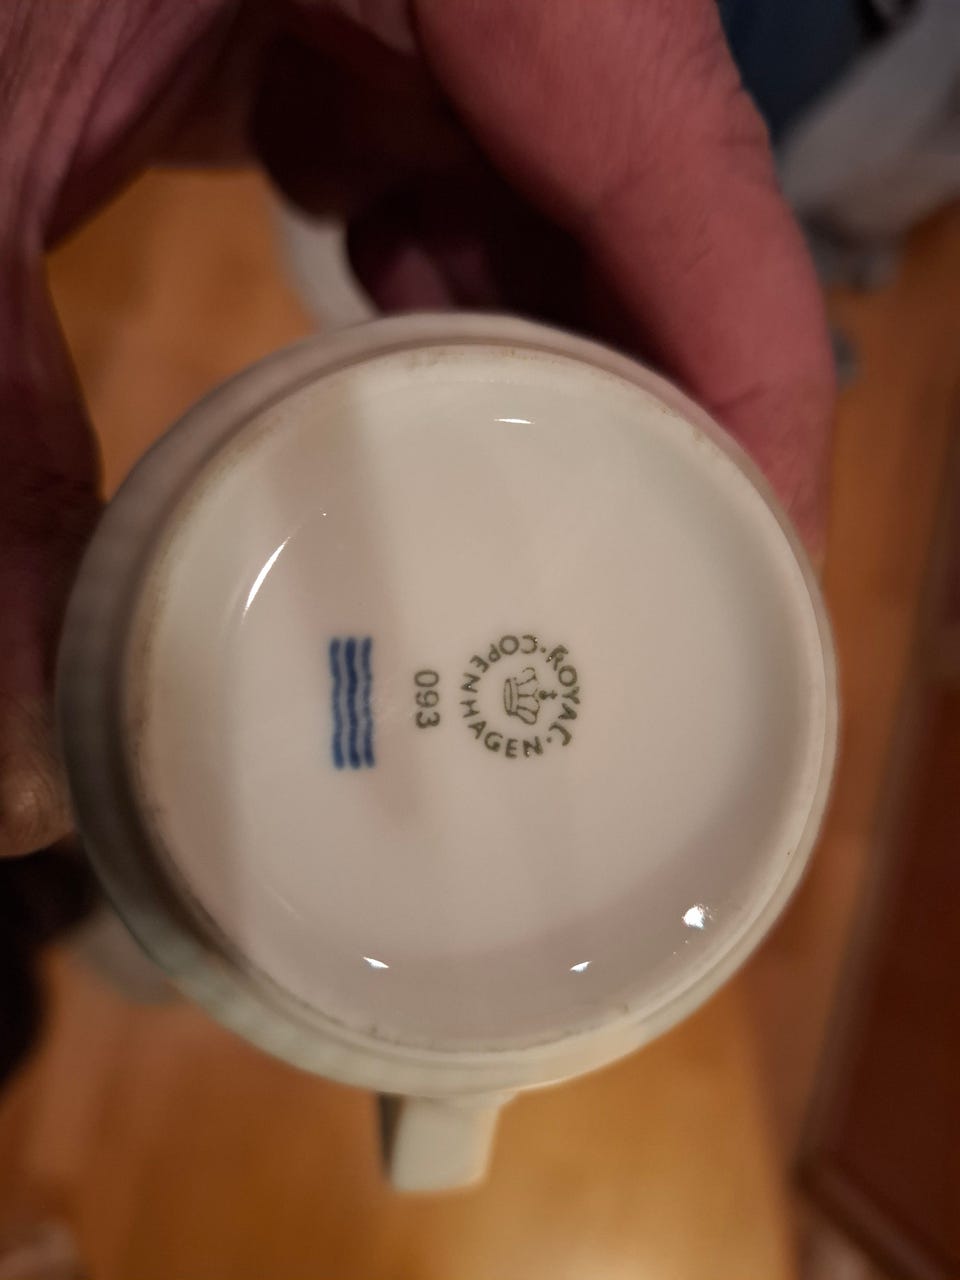 ROYAL · COPENHAGEN ·
093